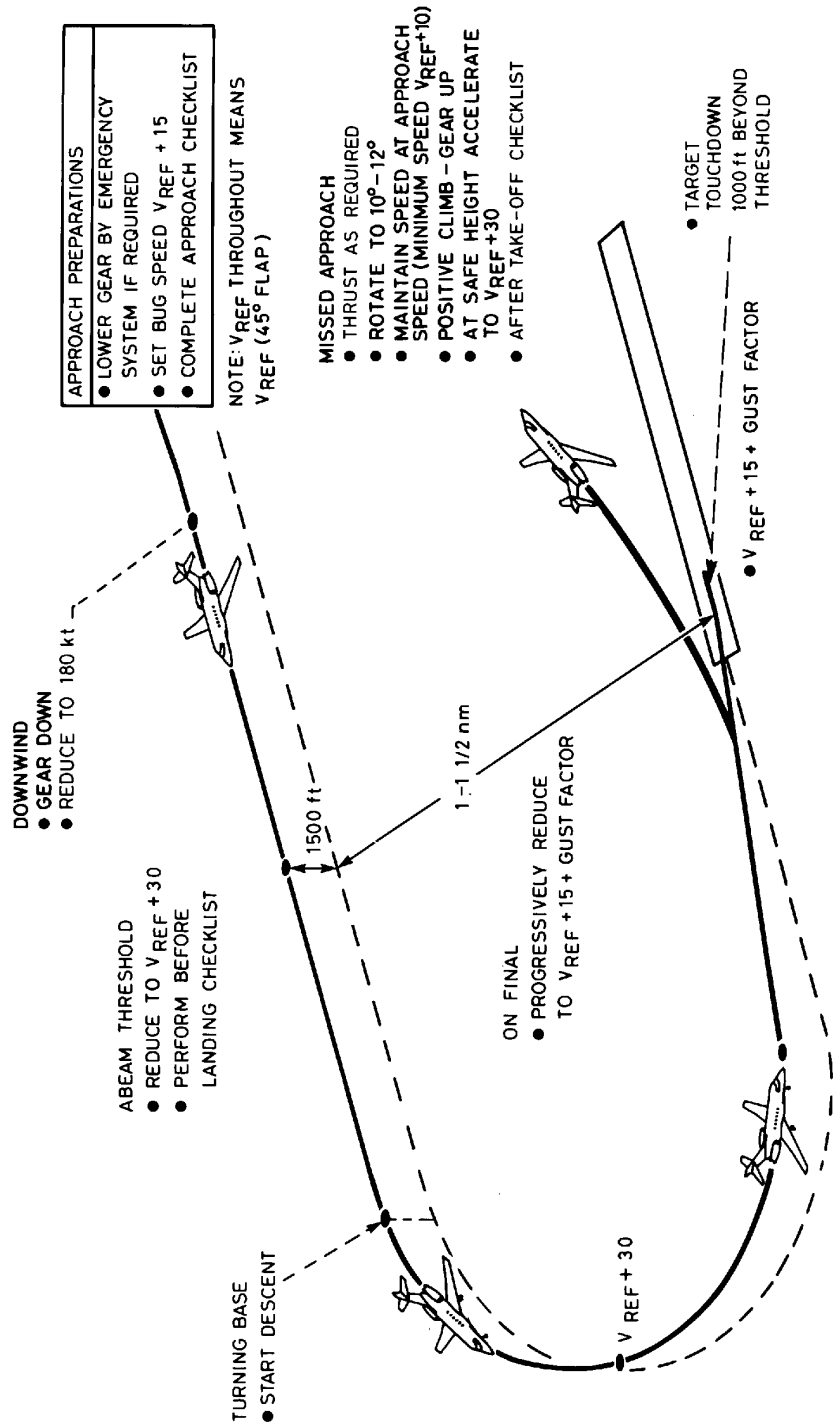 APPROACH PREPARATIONS
● LOWER GEAR BY EMERGENCY
SYSTEM IF REQUIRED
● SET BUG SPEED VREF +15
● COMPLETE APPROACH CHECKLIST
NOTE: VREF THROUGHOUT MEANS
VREF (45° FLAP)
DOWNWIND
● GEAR DOWN
● REDUCE TO 180 kt
ABEAM THRESHOLD
● REDUCE TO VREF +30
● PERFORM BEFORE
LANDING CHECKLIST
1500 ft
1-1 1/2 nm
TURNING BASE
● START DESCENT
V REF + 30
ON FINAL
● PROGRESSIVELY REDUCE
TO VREF +15 + GUST FACTOR
MISSED APPROACH
● THRUST AS REQUIRED
● ROTATE TO 10°-12°
● MAINTAIN SPEED AT APPROACH
SPEED (MINIMUM SPEED VREF+10)
● POSITIVE CLIMB - GEAR UP
● AT SAFE HEIGHT ACCELERATE
TO VREF+30
● AFTER TAKE-OFF CHECKLIST
● TARGET
TOUCHDOWN
1000 ft BEYOND
THRESHOLD
● V REF + 15 + GUST FACTOR